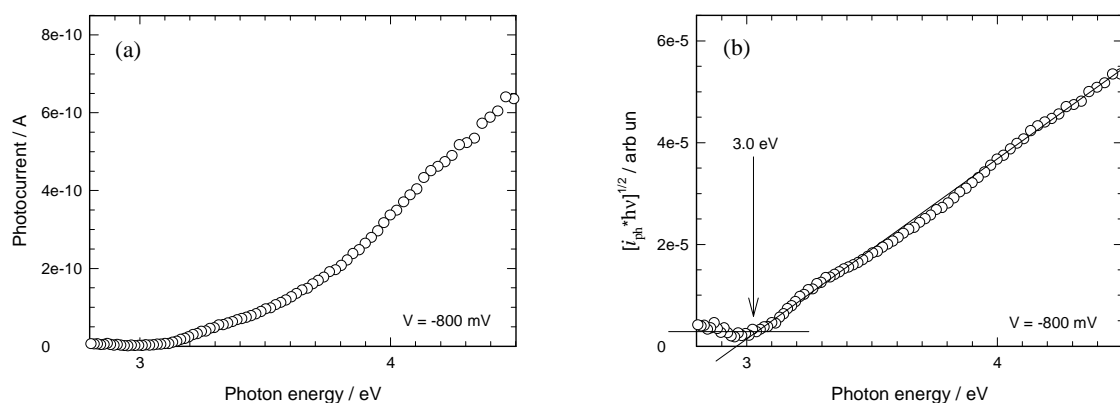 (a)
Photocurrent / A
8e-10
6e-10
4e-10
2e-10
0
V = -800 mV
3
4
Photon energy / eV
(b)
[i_ph*hν]^1/2 / arb un
6e-5
4e-5
2e-5
0
3.0 eV
V = -800 mV
3
4
Photon energy / eV